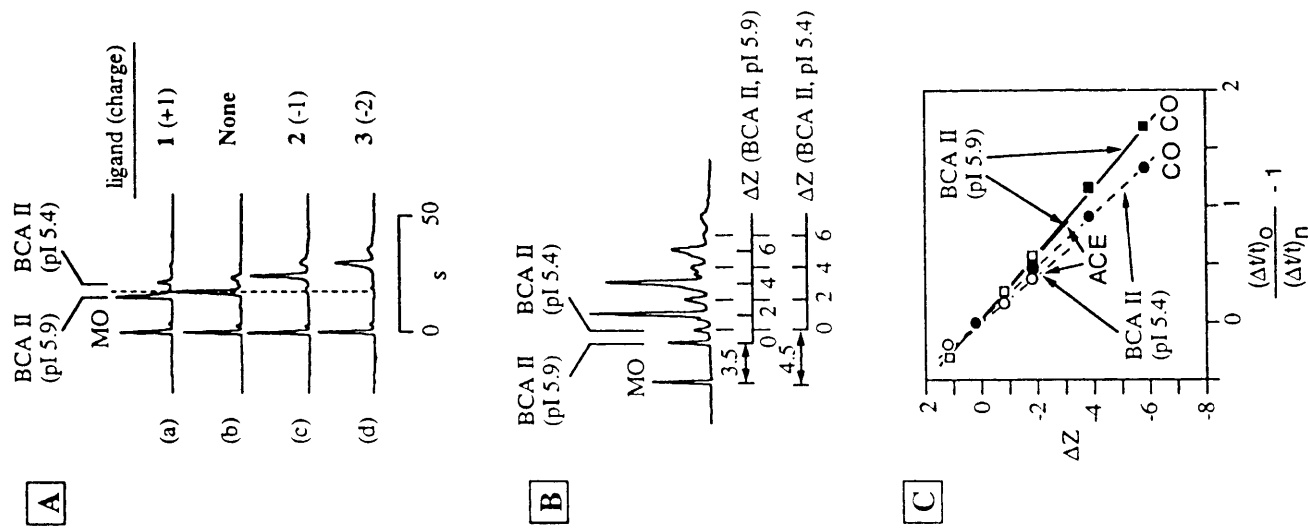 A
BCA II
(pI 5.9)
BCA II
(pI 5.4)
MO
ligand (charge)
(a)
1 (+1)
(b)
None
(c)
2 (-1)
(d)
3 (-2)
0
s
50
B
BCA II
(pI 5.9)
BCA II
(pI 5.4)
MO
3.5
0 2 4 6
ΔZ (BCA II, pI 5.9)
4.5
0 2 4 6
ΔZ (BCA II, pI 5.4)
C
2
0
-2
-4
-6
-8
ΔZ
BCA II
(pI 5.9)
ACE
BCA II
(pI 5.4)
CO
CO
0
1
2
(Δt/t)o
(Δt/t)n
- 1